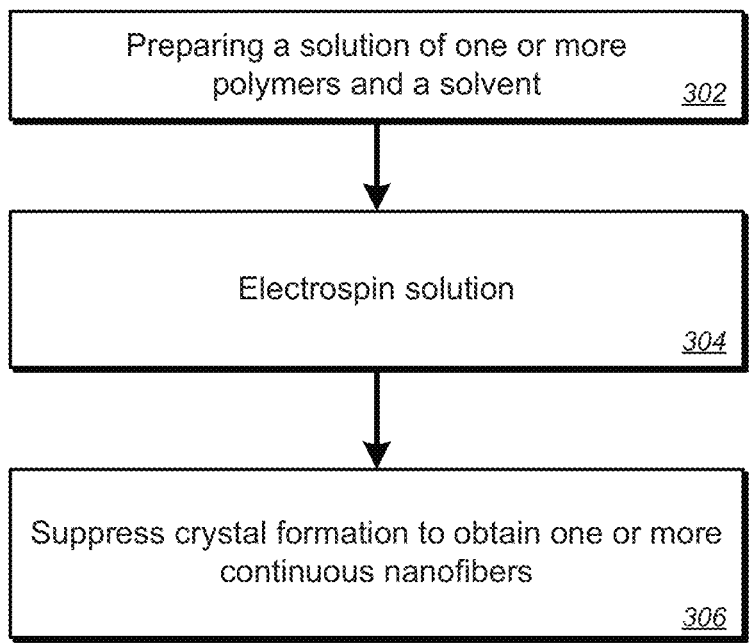 Preparing a solution of one or more
polymers and a solvent
302
Electrospin solution
304
Suppress crystal formation to obtain one or more
continuous nanofibers
306